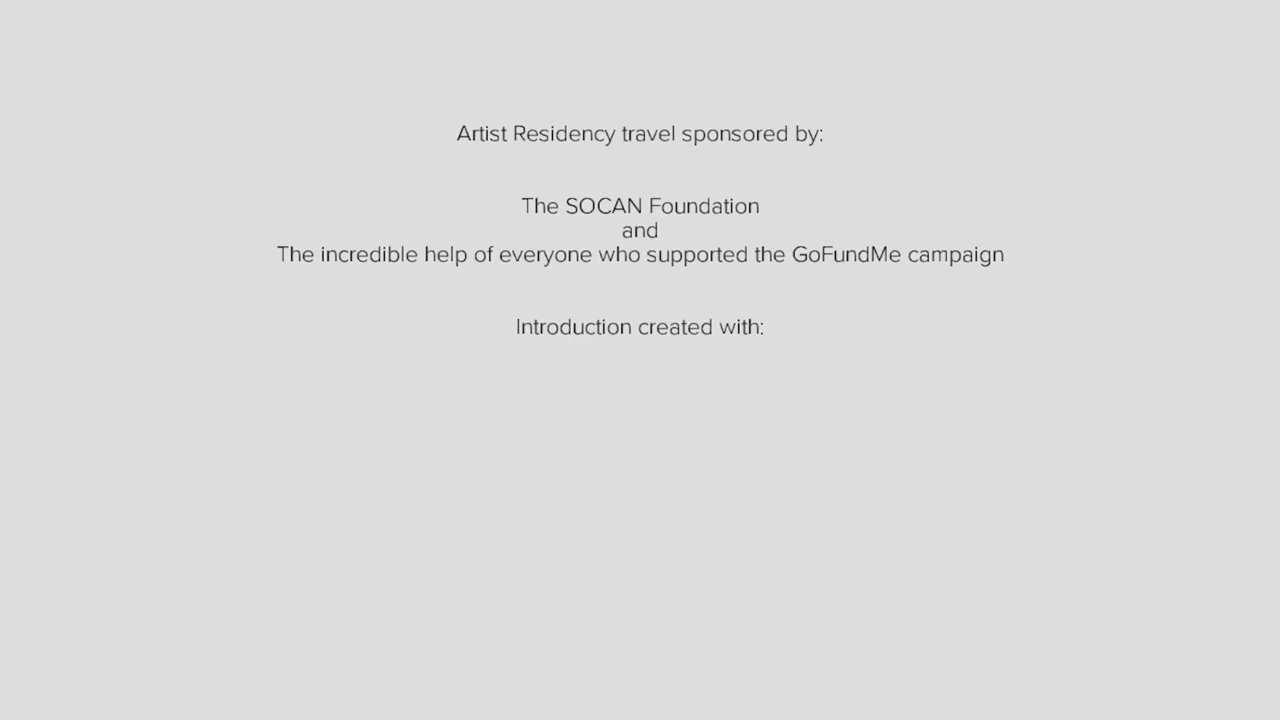 Artist Residency travel sponsored by:
The SOCAN Foundation
and
The incredible help of everyone who supported the GoFundMe campaign
Introduction created with: